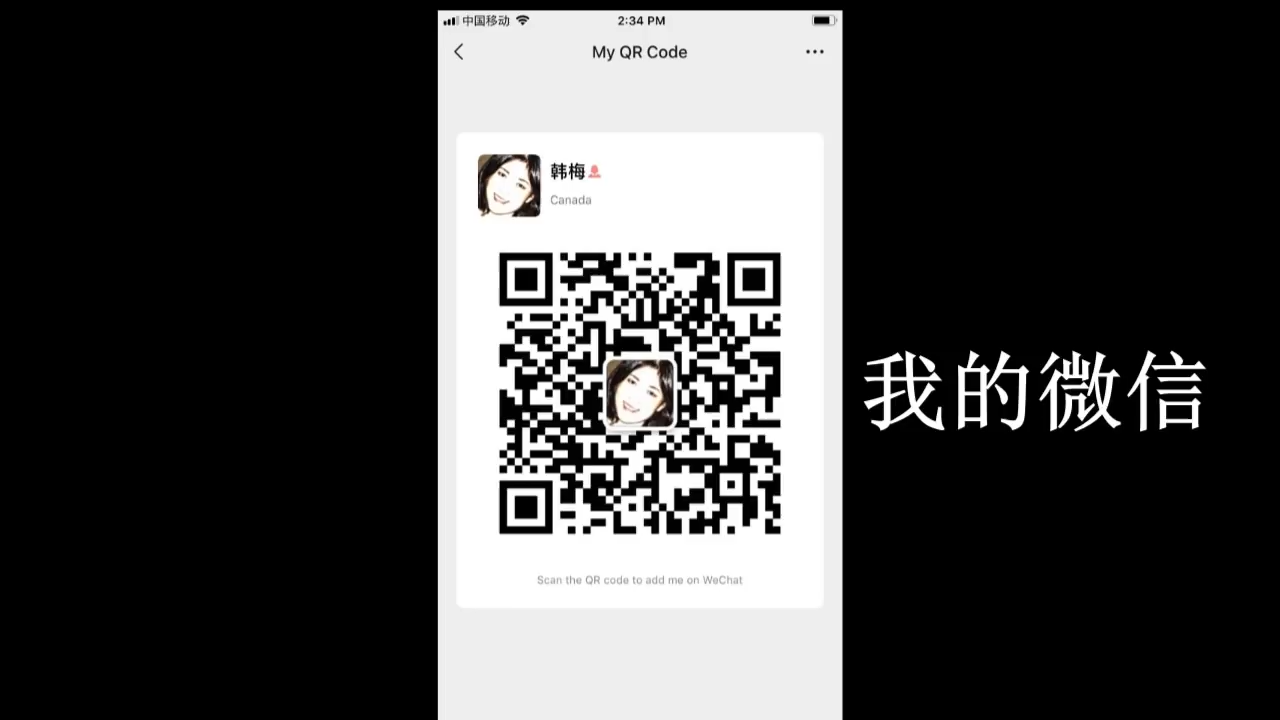 中国移动
2:34 PM
My QR Code
韩梅
Canada
我的微信
Scan the QR code to add me on WeChat